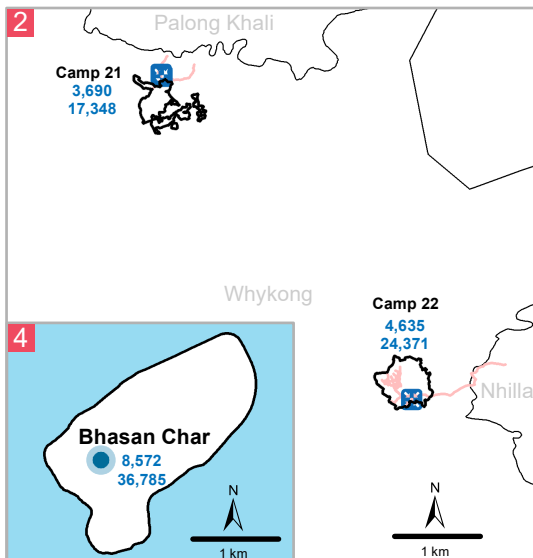 2
Palong Khali
Camp 21
3,690
17,348
Whykong
Camp 22
4,635
24,371
Nhilla
4
Bhasan Char
8,572
36,785
N
1 km
N
1 km